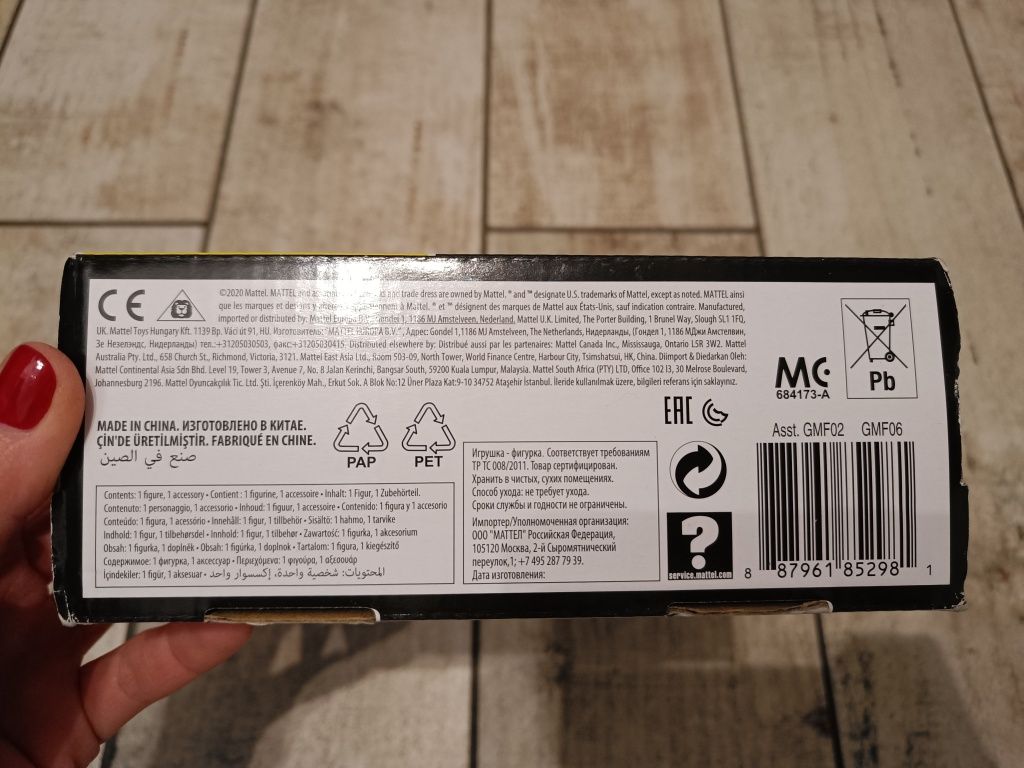 CE
©2020 Mattel. MATTEL and and trade dress are owned by Mattel. ® and ™ designate U.S. trademarks of Mattel, except as noted. MATTEL ainsi
que les marques et à Mattel. ® et ™ désignent des marques de Mattel aux États-Unis, sauf indication contraire. Manufactured,
imported or distributed by: Mattel Europa B.V., Gondel 1, 1186 MJ Amstelveen, Nederland. Mattel U.K. Limited, The Porter Building, 1 Brunel Way, Slough SL1 1FQ,
UK. Mattel Toys Hungary Kft. 1139 Bp. Váci út 91, HU. Изготовитель: "MATTEL EUROPA B.V.", Адрес: Gondel 1, 1186 MJ Amstelveen, The Netherlands, Нидерланды, (Гондел 1, 1186 МДжи Амстелвин,
Зе Незелэндс, Нидерланды) тел.:+31205030503, факс:+31205030415. Distributed elsewhere by: Distribué aussi par les partenaires: Mattel Canada Inc., Mississauga, Ontario L5R 3W2. Mattel
Australia Pty. Ltd., 658 Church St., Richmond, Victoria, 3121. Mattel East Asia Ltd., Room 503-09, North Tower, World Finance Centre, Harbour City, Tsimshatsui, HK, China. Diimport & Diedarkan Oleh:
Mattel Continental Asia Sdn Bhd. Level 19, Tower 3, Avenue 7, No. 8 Jalan Kerinchi, Bangsar South, 59200 Kuala Lumpur, Malaysia. Mattel South Africa (PTY) LTD, Office 102 I3, 30 Melrose Boulevard,
Johannesburg 2196. Mattel Oyuncakçılık Tic. Ltd. Şti. İçerenköy Mah., Erkut Sok. A Blok No:12 Üner Plaza Kat:9-10 34752 Ataşehir İstanbul. İleride kullanılmak üzere, bilgileri referans için saklayınız.
MC
684173-A
Pb
MADE IN CHINA. ИЗГОТОВЛЕНО В КИТАЕ.
ÇİN'DE ÜRETİLMİŞTİR. FABRIQUÉ EN CHINE.
صنع في الصين
PAP
PET
EAC
Contents: 1 figure, 1 accessory • Contient : 1 figurine, 1 accessoire • Inhalt: 1 Figur, 1 Zubehörteil.
Contenuto: 1 personaggio, 1 accessorio • Inhoud: 1 figuur, 1 accessoire • Contenido: 1 figura y 1 accesorio
Conteúdo: 1 figura, 1 acessório • Innehåll: 1 figur, 1 tillbehör • Sisältö: 1 hahmo, 1 tarvike
Indhold: 1 figur, 1 tilbehørsdel • Innhold: 1 figur, 1 tilbehør • Zawartość: 1 figurka, 1 akcesorium
Obsah: 1 figurka, 1 doplněk • Obsah: 1 figúrka, 1 doplnok • Tartalom: 1 figura, 1 kiegészítő
Содержимое: 1 фигурка, 1 аксессуар • Περιεχόμενα: 1 φιγούρα, 1 αξεσουάρ
İçindekiler: 1 figür, 1 aksesuar • المحتويات: شخصية واحدة، إكسسوار واحد
Игрушка - фигурка. Соответствует требованиям
ТР ТС 008/2011. Товар сертифицирован.
Хранить в чистых, сухих помещениях.
Способ ухода: не требует ухода.
Сроки службы и годности не ограничены.
Импортер/Уполномоченная организация:
ООО "МАТТЕЛ" Российская Федерация,
105120 Москва, 2-й Сыромятнический
переулок,1; +7 495 287 79 39.
Дата изготовления:
?
service.mattel.com
Asst. GMF02 GMF06
8 87961 85298 1